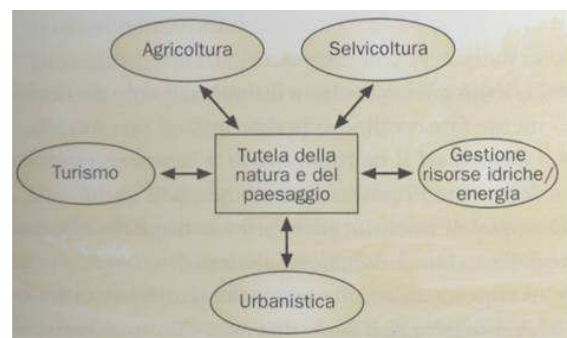 Agricoltura
Selvicoltura
Turismo
Tutela della
natura e del
paesaggio
Gestione
risorse idriche/
energia
Urbanistica